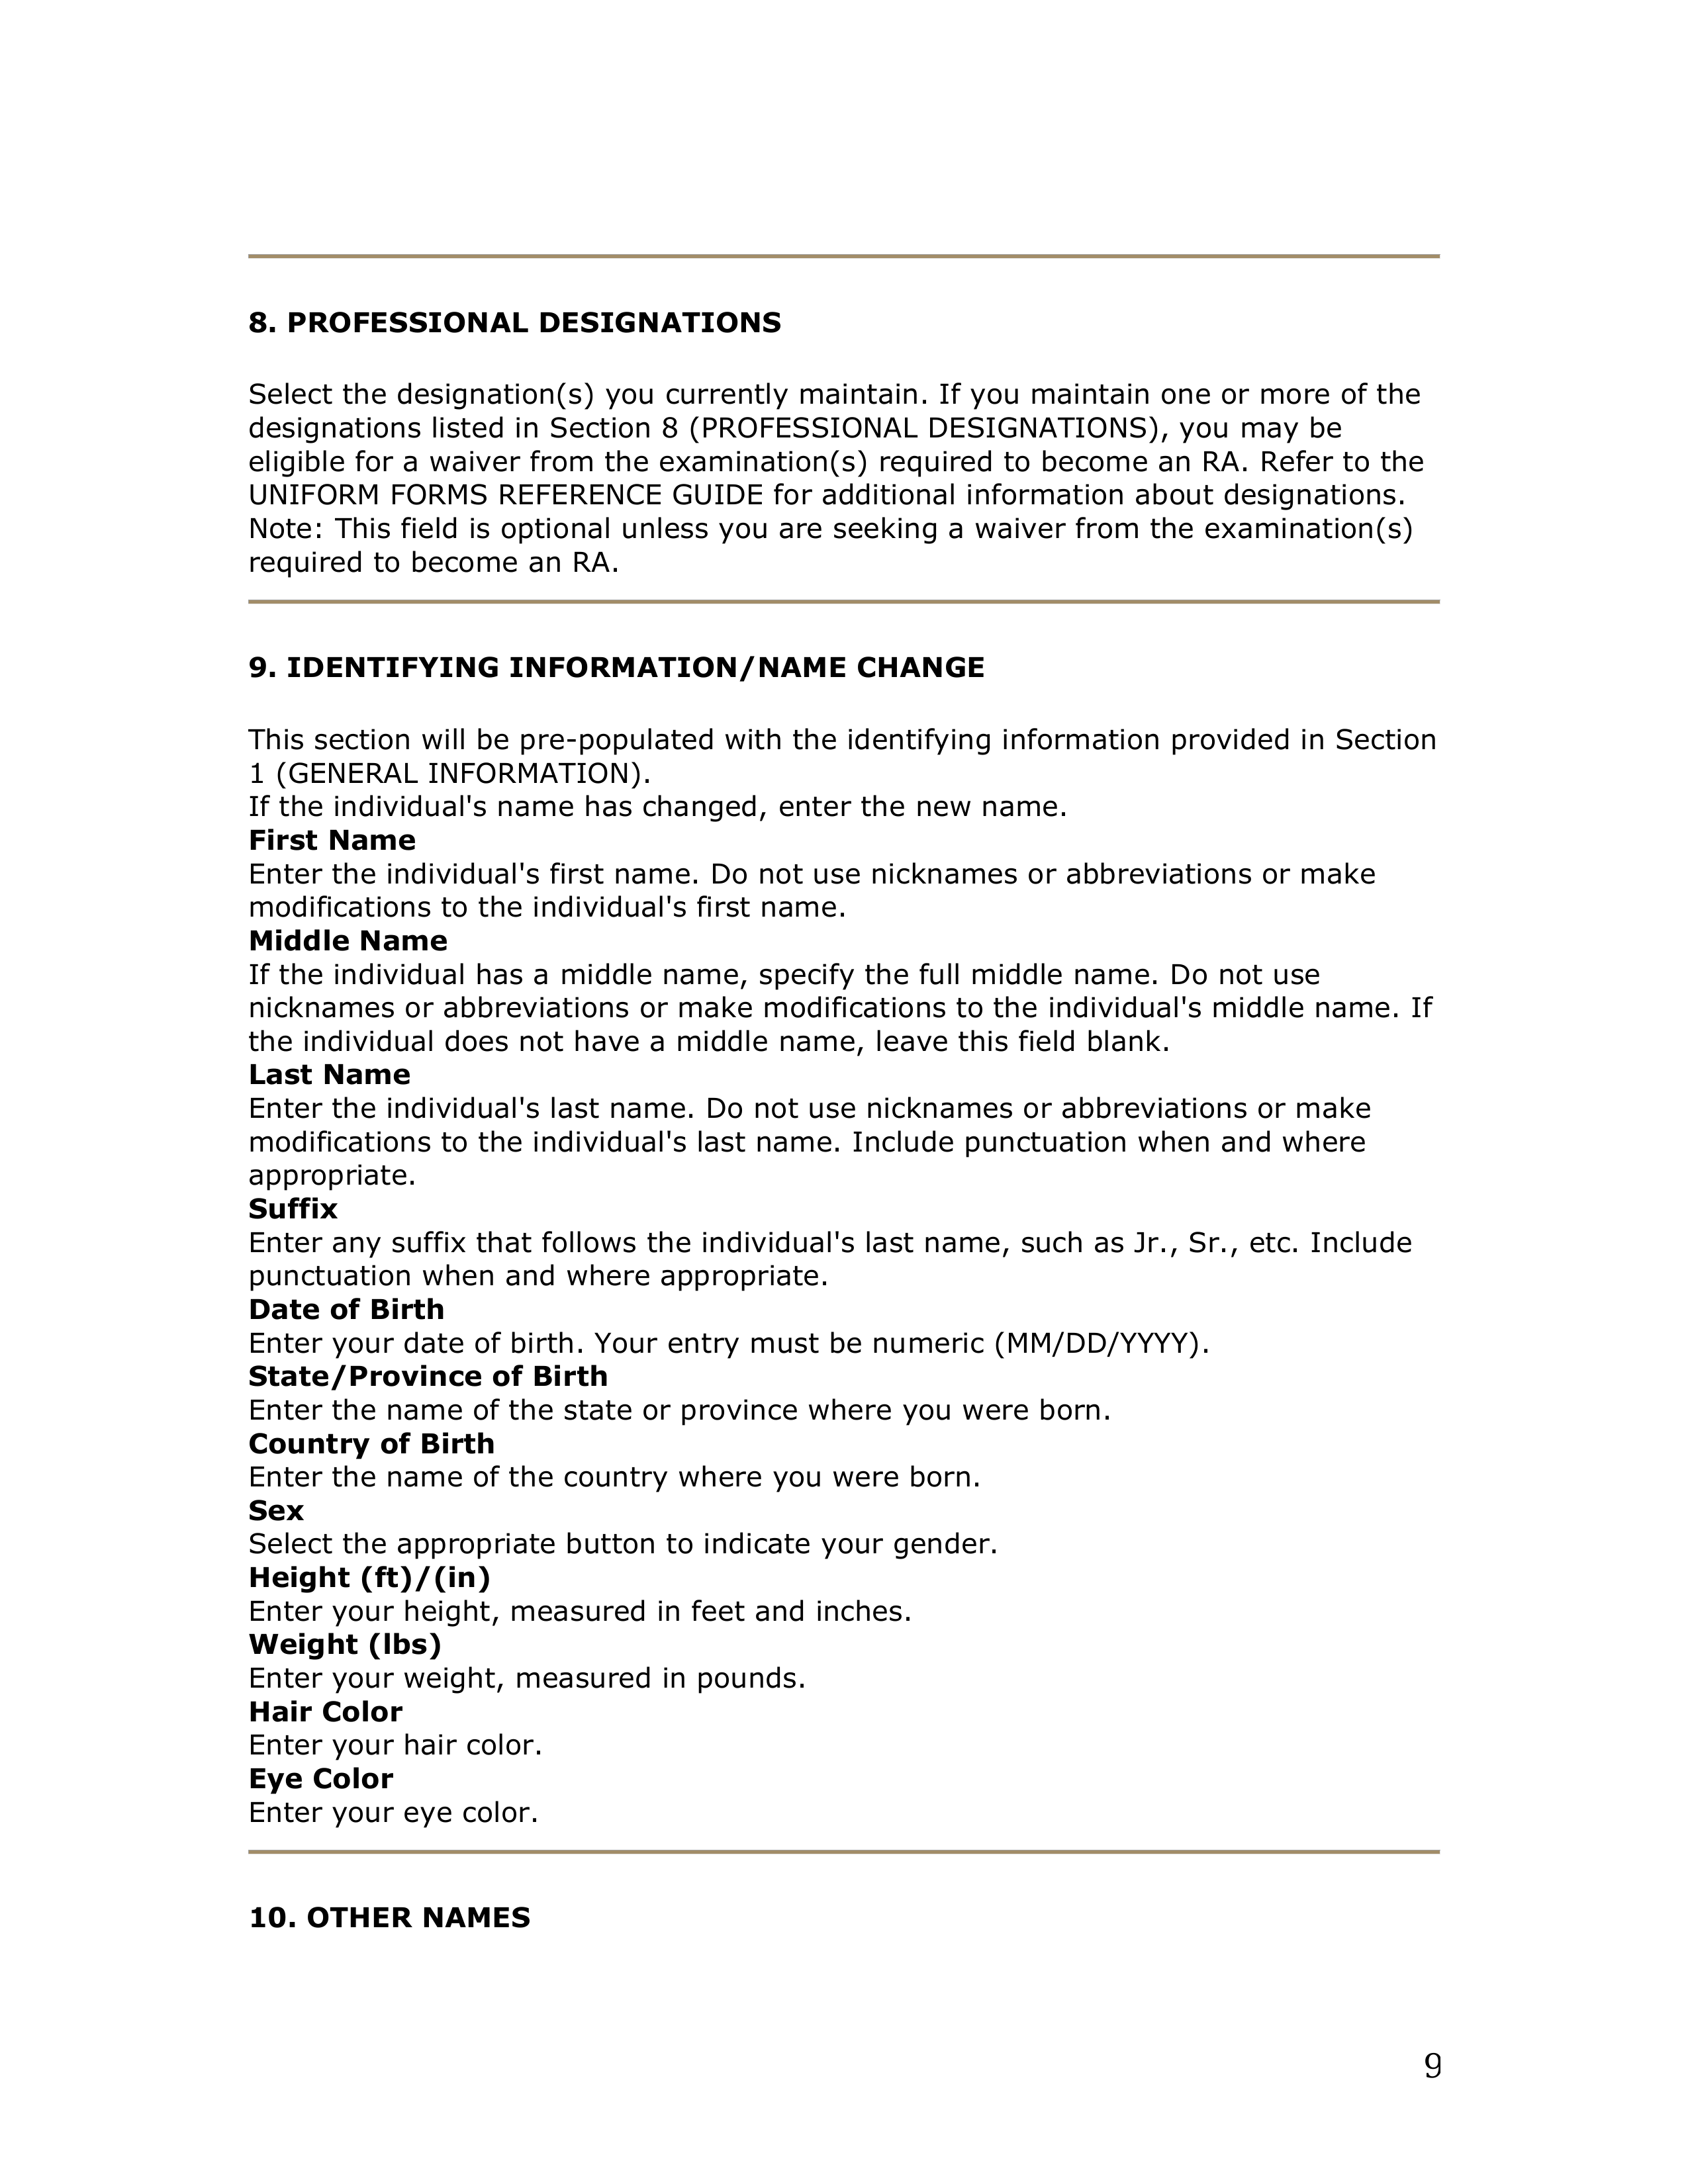 8. PROFESSIONAL DESIGNATIONS
Select the designation(s) you currently maintain. If you maintain one or more of the
designations listed in Section 8 (PROFESSIONAL DESIGNATIONS), you may be
eligible for a waiver from the examination(s) required to become an RA. Refer to the
UNIFORM FORMS REFERENCE GUIDE for additional information about designations.
Note: This field is optional unless you are seeking a waiver from the examination(s)
required to become an RA.
9. IDENTIFYING INFORMATION/NAME CHANGE
This section will be pre-populated with the identifying information provided in Section
1 (GENERAL INFORMATION).
If the individual's name has changed, enter the new name.
First Name
Enter the individual's first name. Do not use nicknames or abbreviations or make
modifications to the individual's first name.
Middle Name
If the individual has a middle name, specify the full middle name. Do not use
nicknames or abbreviations or make modifications to the individual's middle name. If
the individual does not have a middle name, leave this field blank.
Last Name
Enter the individual's last name. Do not use nicknames or abbreviations or make
modifications to the individual's last name. Include punctuation when and where
appropriate.
Suffix
Enter any suffix that follows the individual's last name, such as Jr., Sr., etc. Include
punctuation when and where appropriate.
Date of Birth
Enter your date of birth. Your entry must be numeric (MM/DD/YYYY).
State/Province of Birth
Enter the name of the state or province where you were born.
Country of Birth
Enter the name of the country where you were born.
Sex
Select the appropriate button to indicate your gender.
Height (ft)/(in)
Enter your height, measured in feet and inches.
Weight (lbs)
Enter your weight, measured in pounds.
Hair Color
Enter your hair color.
Eye Color
Enter your eye color.
10. OTHER NAMES
9